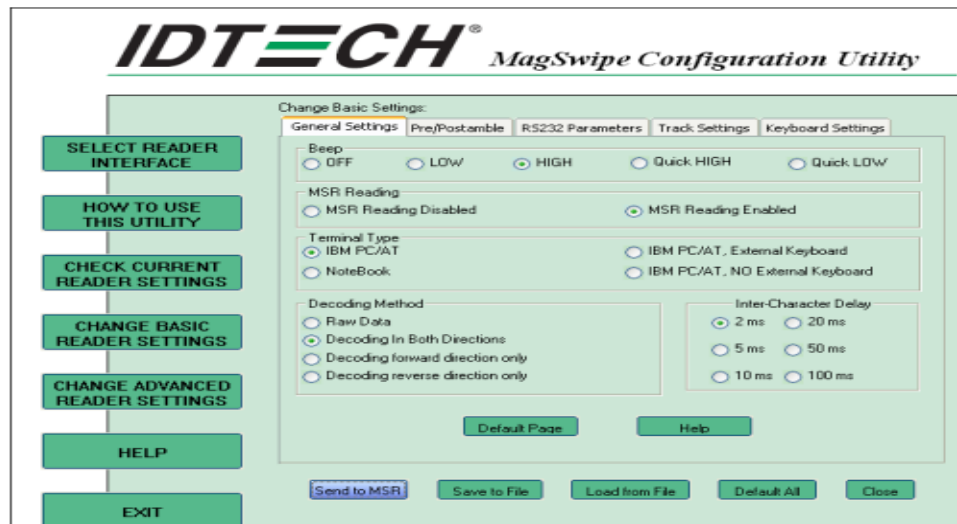 IDTECH®
MagSwipe Configuration Utility
SELECT READER
INTERFACE
HOW TO USE
THIS UTILITY
CHECK CURRENT
READER SETTINGS
CHANGE BASIC
READER SETTINGS
CHANGE ADVANCED
READER SETTINGS
HELP
EXIT
Change Basic Settings:
General Settings Pre/Postamble RS232 Parameters Track Settings Keyboard Settings
Beep
OFF LOW HIGH Quick HIGH Quick LOW
MSR Reading
MSR Reading Disabled MSR Reading Enabled
Terminal Type
IBM PC/AT IBM PC/AT, External Keyboard
NoteBook IBM PC/AT, NO External Keyboard
Decoding Method
Raw Data
Decoding In Both Directions
Decoding forward direction only
Decoding reverse direction only
Inter-Character Delay
2 ms 20 ms
5 ms 50 ms
10 ms 100 ms
Default Page Help
Send to MSR Save to File Load from File Default All Close